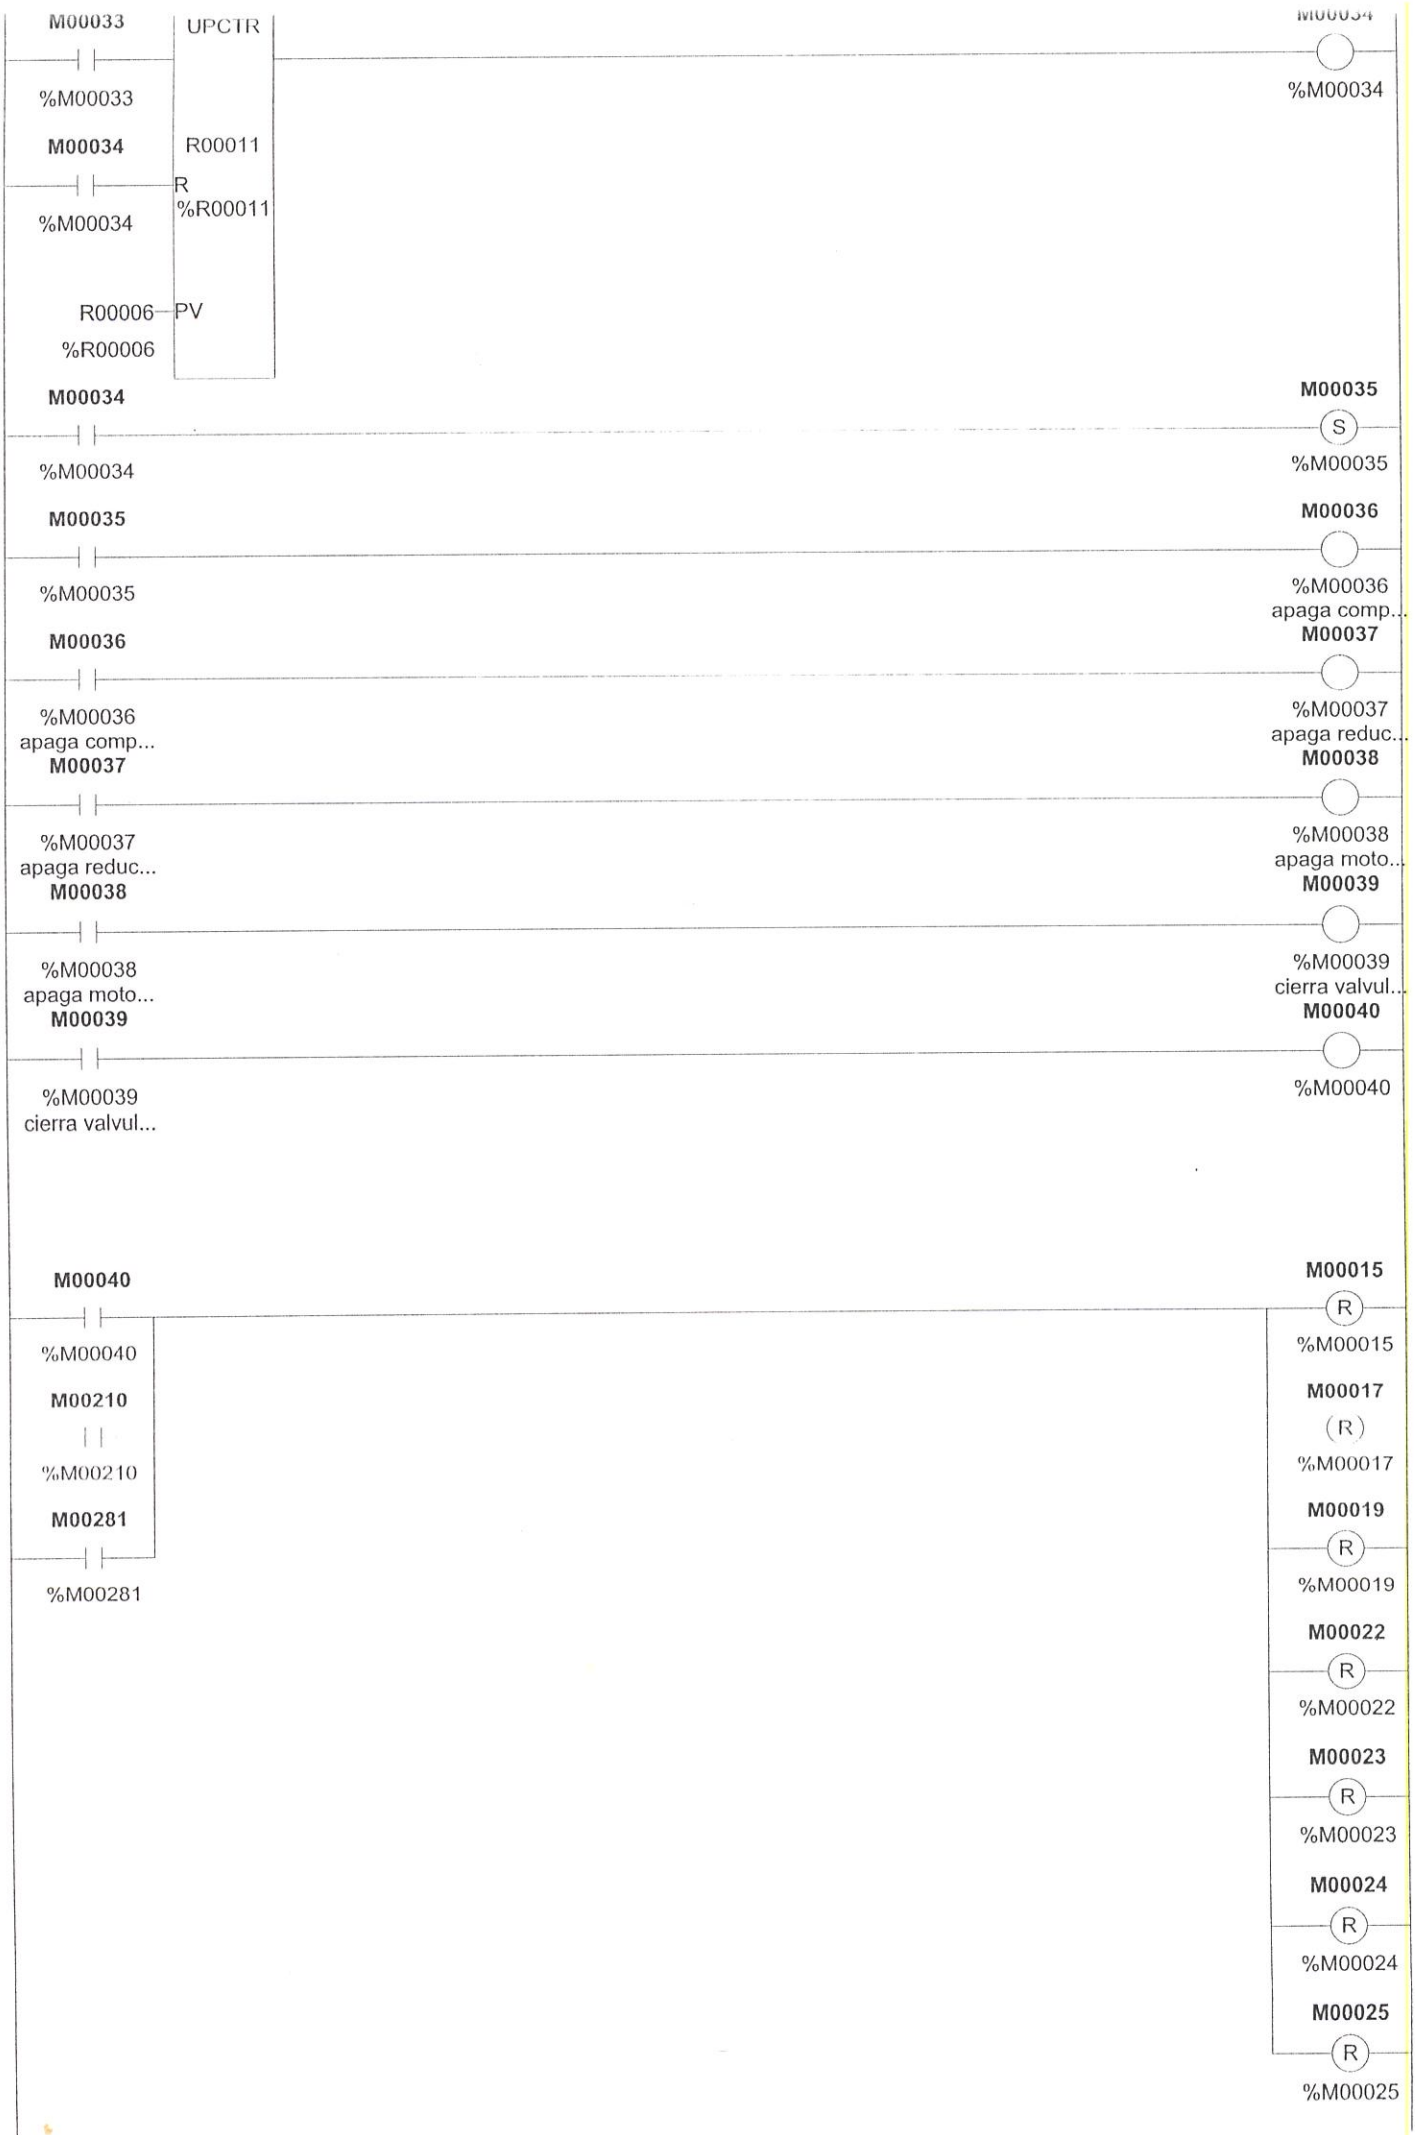 M00033 UPCTR M00034
%M00033 %M00034
M00034 R00011
R
%M00034 %R00011
R00006 PV
%R00006
M00034 M00035
S
%M00034 %M00035
M00035 M00036
%M00035 %M00036
apaga comp...
M00036 M00037
%M00036 %M00037
apaga comp... apaga reduc...
M00037 M00038
%M00037 %M00038
apaga reduc... apaga moto...
M00038 M00039
%M00038 %M00039
apaga moto... cierra valvul...
M00039 M00040
%M00039 %M00040
cierra valvul...
M00040 M00015
R
%M00040 %M00015
M00210 M00017
(R)
%M00210 %M00017
M00281 M00019
R
%M00281 %M00019
M00022
R
%M00022
M00023
R
%M00023
M00024
R
%M00024
M00025
R
%M00025